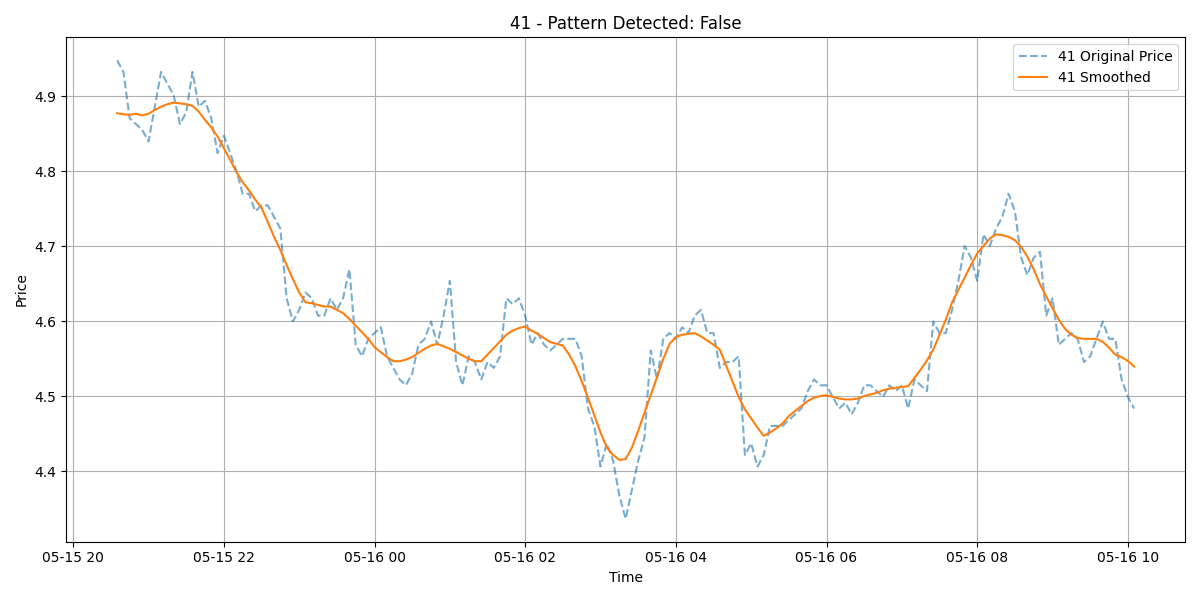 41 - Pattern Detected: False
41 Original Price
41 Smoothed
Price
4.9
4.8
4.7
4.6
4.5
4.4
05-15 20 05-15 22 05-16 00 05-16 02 05-16 04 05-16 06 05-16 08 05-16 10
Time